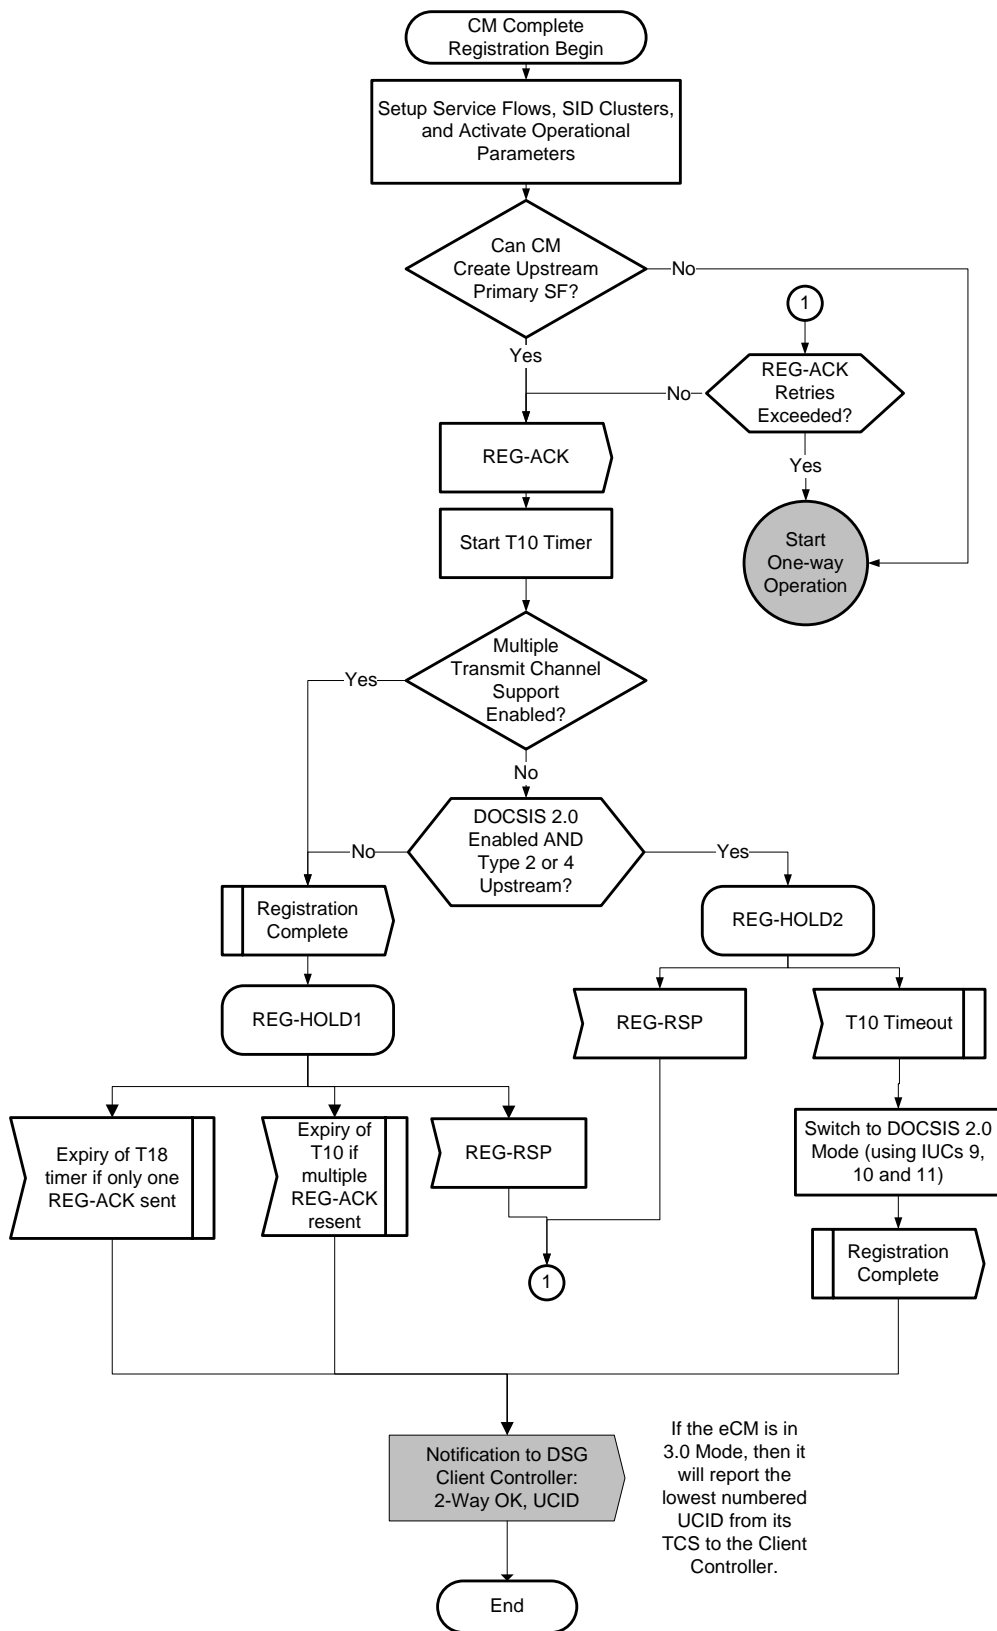 CM Complete
Registration Begin
Setup Service Flows, SID Clusters,
and Activate Operational
Parameters
Can CM
Create Upstream
Primary SF?
No
1
Yes
REG-ACK
Retries
Exceeded?
No
REG-ACK
Yes
Start T10 Timer
Start
One-way
Operation
Multiple
Transmit Channel
Support
Enabled?
Yes
No
DOCSIS 2.0
Enabled AND
Type 2 or 4
Upstream?
No
Yes
Registration
Complete
REG-HOLD2
REG-HOLD1
REG-RSP
T10 Timeout
Expiry of T18
timer if only one
REG-ACK sent
Expiry of
T10 if
multiple
REG-ACK
resent
REG-RSP
Switch to DOCSIS 2.0
Mode (using IUCs 9,
10 and 11)
1
Registration
Complete
Notification to DSG
Client Controller:
2-Way OK, UCID
If the eCM is in
3.0 Mode, then it
will report the
lowest numbered
UCID from its
TCS to the Client
Controller.
End